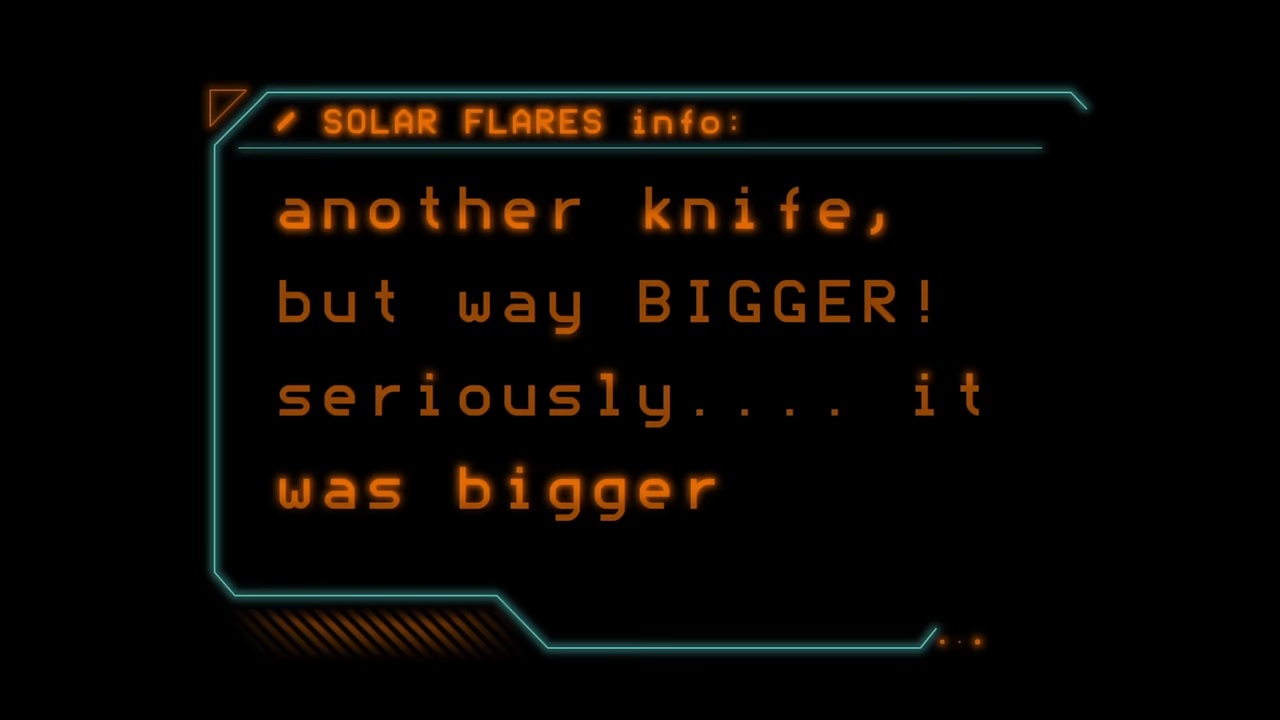 SOLAR FLARES info:
another knife,
but way BIGGER!
seriously.... it
was bigger